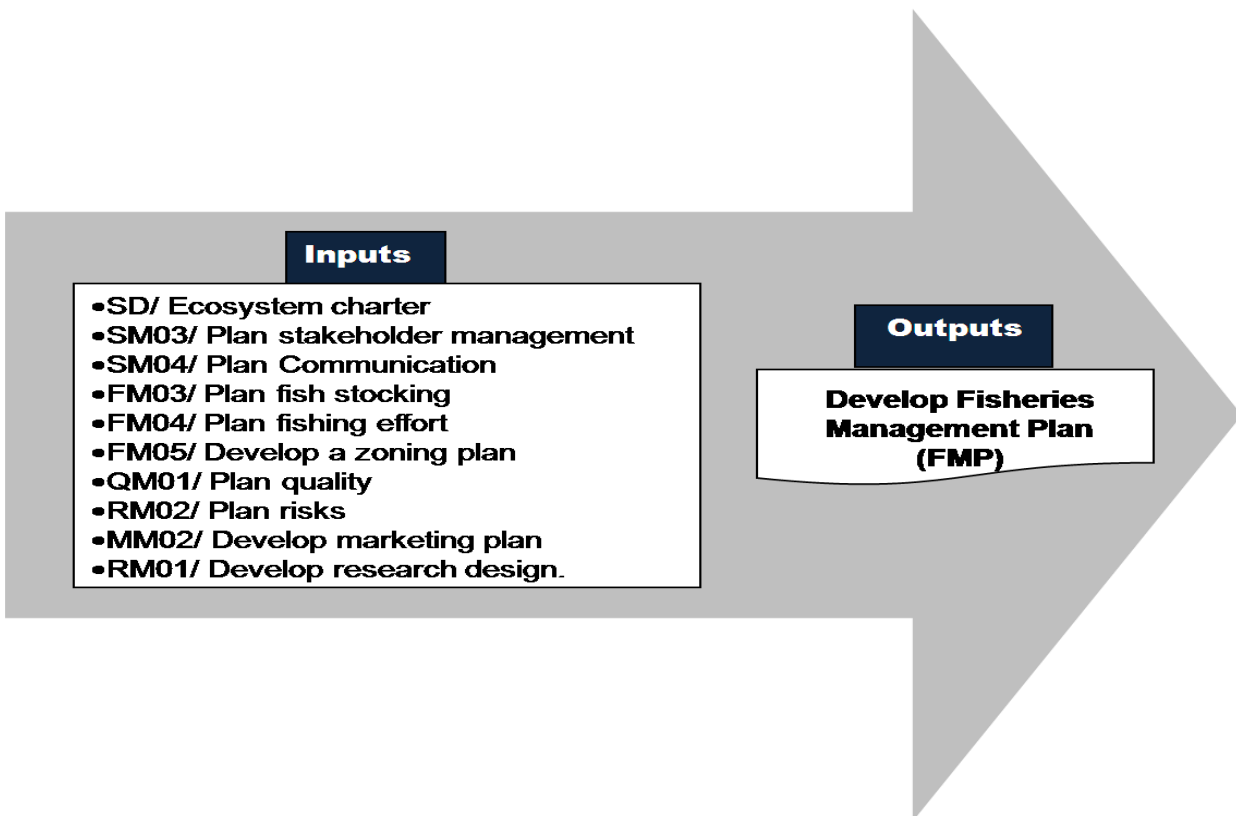 Inputs
•SD/ Ecosystem charter
•SM03/ Plan stakeholder management
•SM04/ Plan Communication
•FM03/ Plan fish stocking
•FM04/ Plan fishing effort
•FM05/ Develop a zoning plan
•QM01/ Plan quality
•RM02/ Plan risks
•MM02/ Develop marketing plan
•RM01/ Develop research design.
Outputs
Develop Fisheries
Management Plan
(FMP)